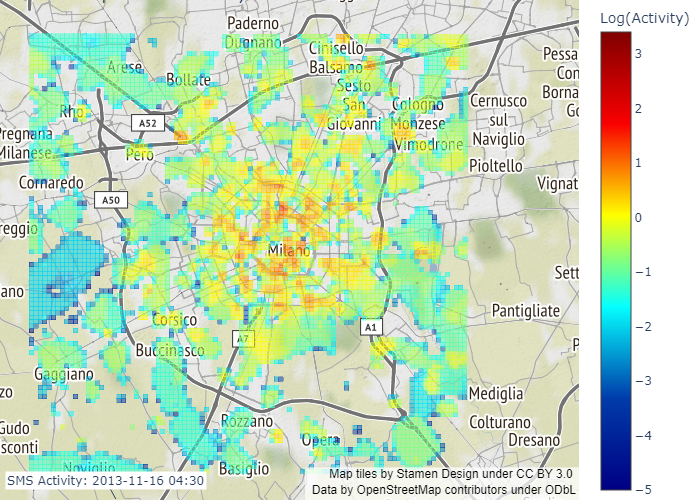 Log(Activity)
Paderno
Dugnano
Cinisello
Balsamo
Arese
Bollate
Sesto
San
Giovanni
Rho
A52
Cologno
Monzese
Vimodrone
Cernusco
sul
Naviglio
Pessa
Con
Borna
Go
Pregnana
Milanese
Pero
Pioltello
Cornaredo
Vignat
A50
reggio
Milano
ano
Sett
Pantigliate
Corsico
A7
A1
Buccinasco
P
Gaggiano
Mediglia
zo
Rozzano
Colturano
Dresano
Gudo
sconti
Opera
Noviglio
Basiglio
SMS Activity: 2013-11-16 04:30
Map tiles by Stamen Design under CC BY 3.0
Data by OpenStreetMap contributors under ODbL
3
2
1
0
−1
−2
−3
−4
−5